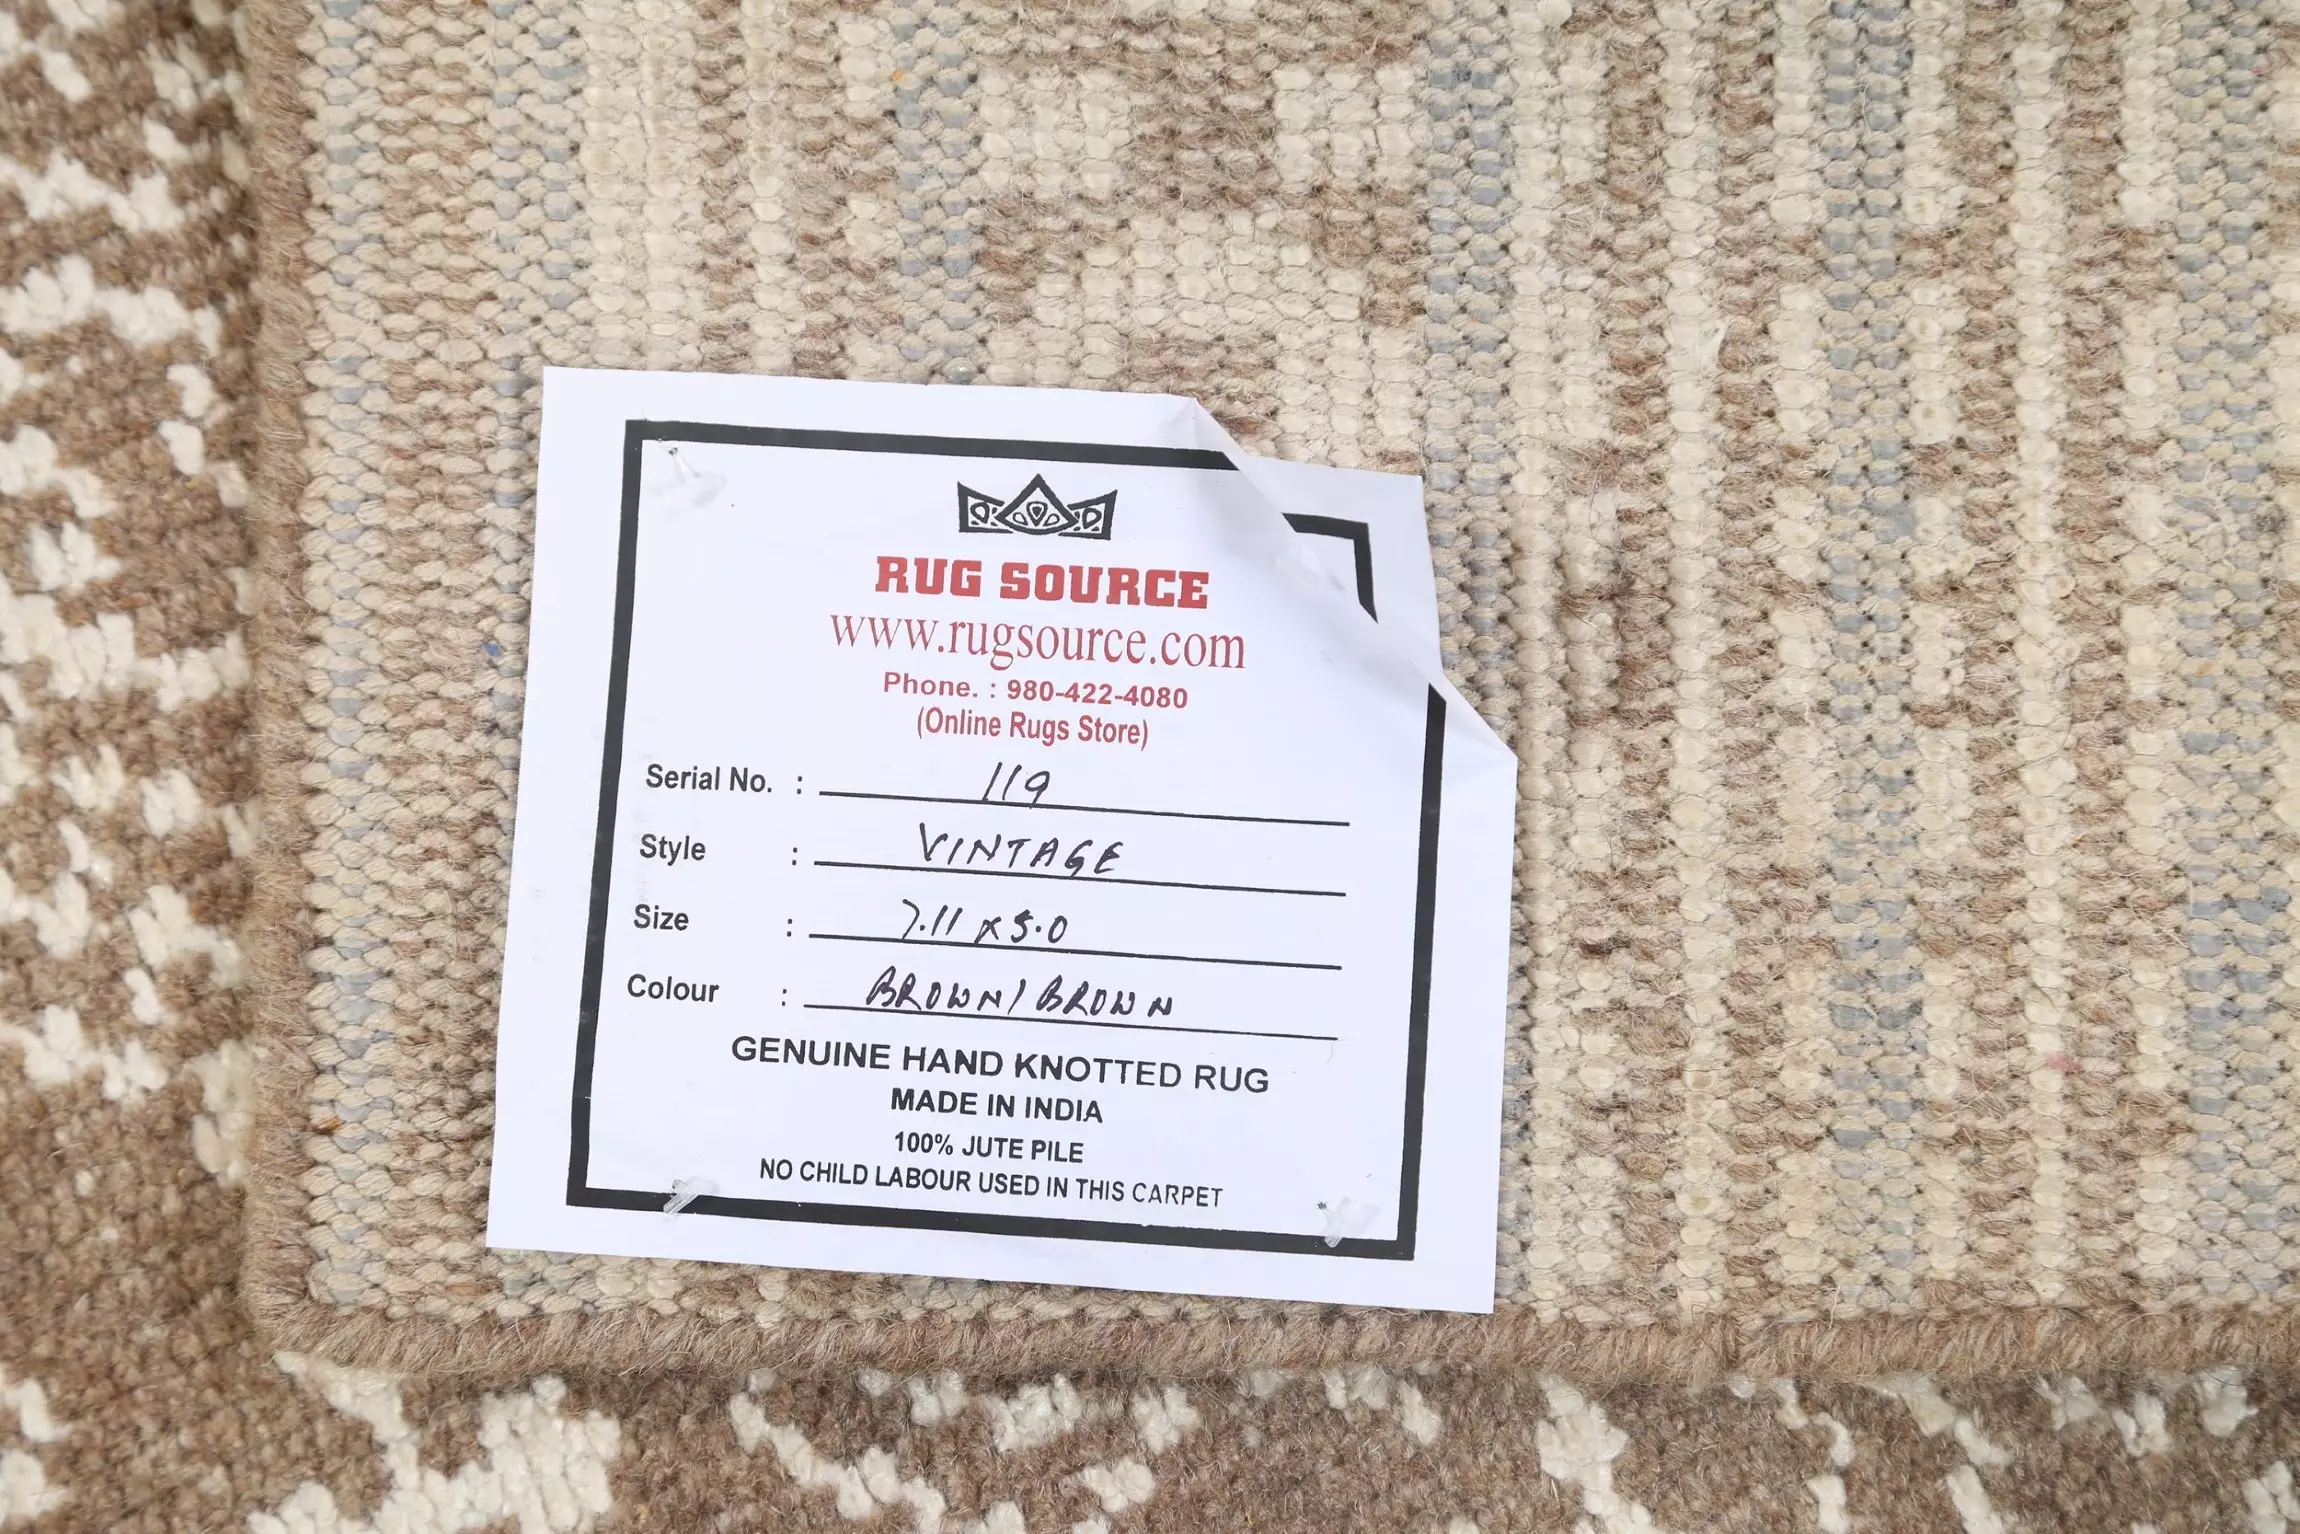 RUG SOURCE
www.rugsource.com
Phone. : 980-422-4080
(Online Rugs Store)
Serial No. : 119
Style : VINTAGE
Size : 7.11 x 5.0
Colour : BROWN/BROWN
GENUINE HAND KNOTTED RUG
MADE IN INDIA
100% JUTE PILE
NO CHILD LABOUR USED IN THIS CARPET